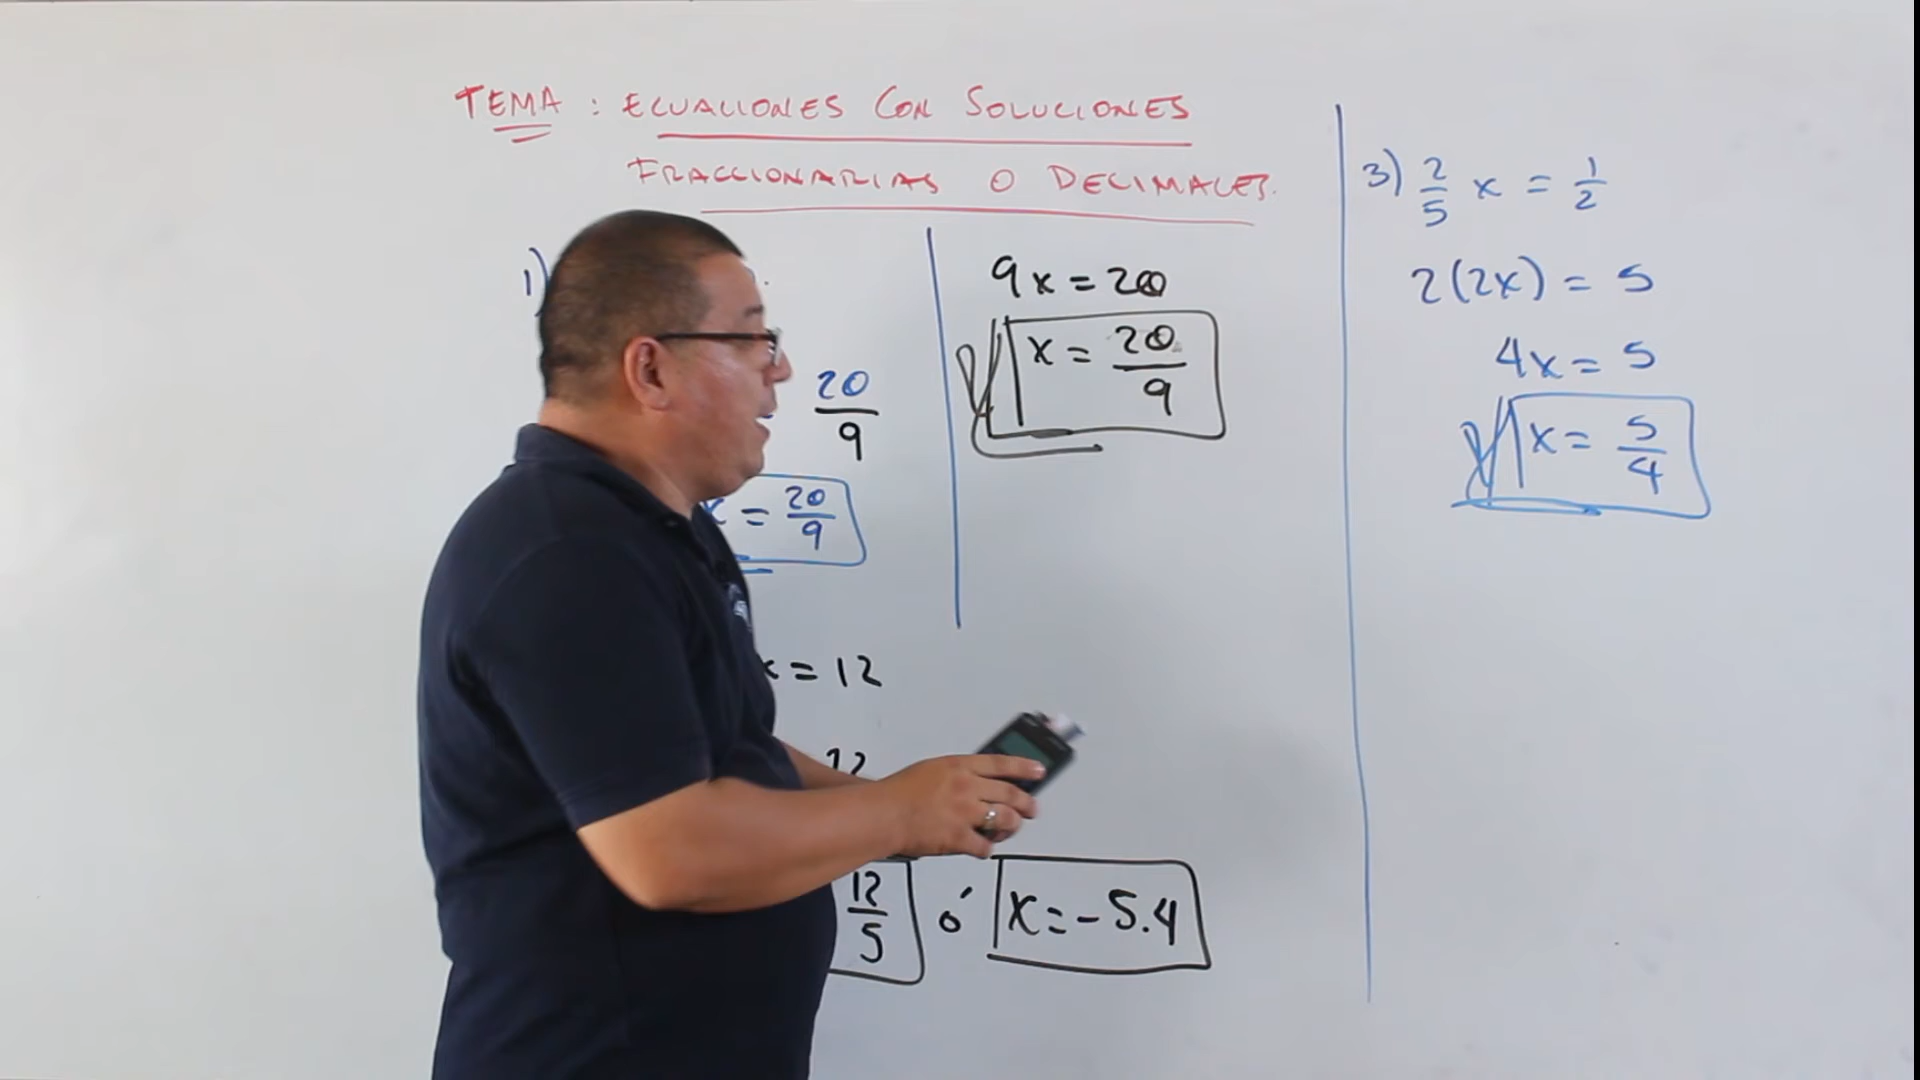 TEMA : ECUACIONES CON SOLUCIONES
FRACCIONARIAS O DECIMALES.
1)
20/9
x = 20/9
x = 12
12
12/5 ó x = - 5.4
9x = 20
x = 20/9
3) 2/5 x = 1/2
2(2x) = 5
4x = 5
x = 5/4